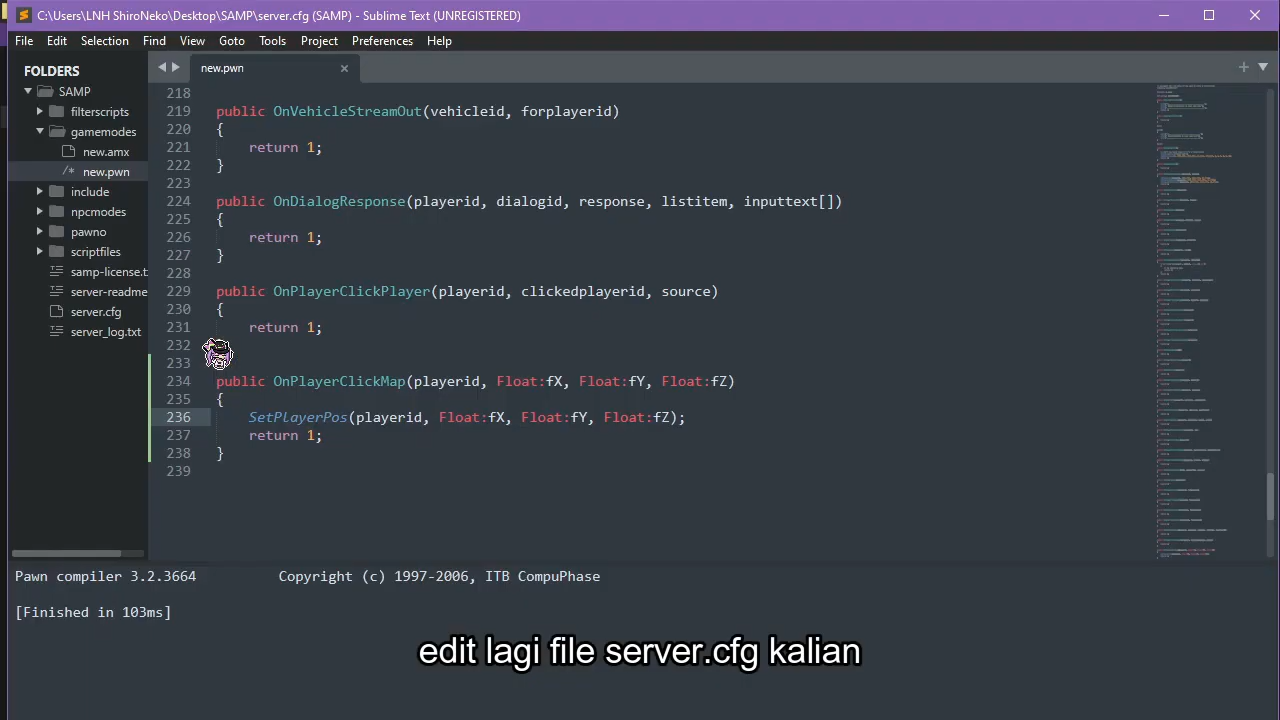 C:\Users\LNH ShiroNeko\Desktop\SAMP\server.cfg (SAMP) - Sublime Text (UNREGISTERED)
File Edit Selection Find View Goto Tools Project Preferences Help
FOLDERS
SAMP
filterscripts
gamemodes
new.amx
new.pwn
include
npcmodes
pawno
scriptfiles
samp-license.t
server-readme
server.cfg
server_log.txt
new.pwn
218
219 public OnVehicleStreamOut(vehicleid, forplayerid)
220 {
221 return 1;
222 }
223
224 public OnDialogResponse(playerid, dialogid, response, listitem, inputtext[])
225 {
226 return 1;
227 }
228
229 public OnPlayerClickPlayer(playerid, clickedplayerid, source)
230 {
231 return 1;
232
233
234 public OnPlayerClickMap(playerid, Float:fX, Float:fY, Float:fZ)
235 {
236 SetPlayerPos(playerid, Float:fX, Float:fY, Float:fZ);
237 return 1;
238 }
239
Pawn compiler 3.2.3664 Copyright (c) 1997-2006, ITB CompuPhase
[Finished in 103ms]
edit lagi file server.cfg kalian